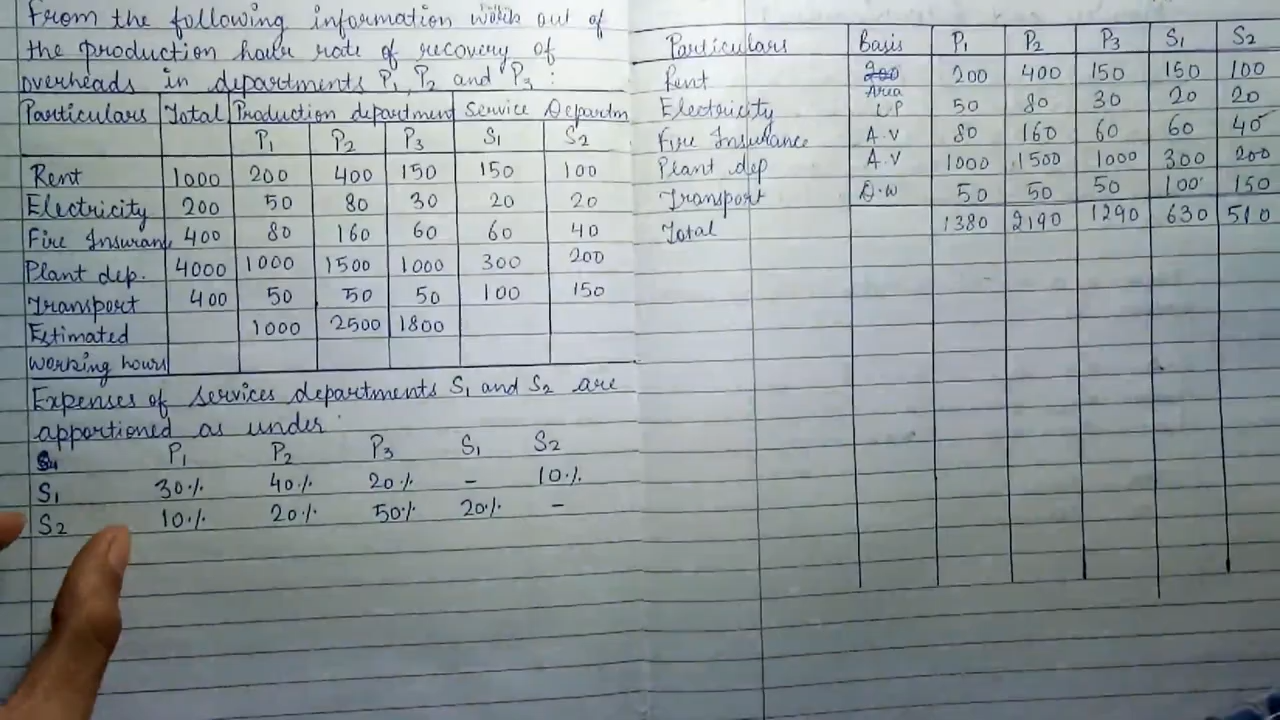 From the following information work out of
the production hour rate of recovery of
overheads in departments P1, P2 and P3 :
Particulars Total Production department Service Departm
P1 P2 P3 S1 S2
Rent 1000 200 400 150 150 100
Electricity 200 50 80 30 20 20
Fire Insuran 400 80 160 60 60 40
Plant dep. 4000 1000 1500 1000 300 200
Transport 400 50 50 50 100 150
Estimated 1000 2500 1800
working hours
Expenses of services departments S1 and S2 are
apportioned as under
P1 P2 P3 S1 S2
S1 30% 40% 20% - 10%
S2 10% 20% 50% 20% -
Particulars Basis P1 P2 P3 S1 S2
Rent Area 200 400 150 150 100
Electricity LP 50 80 30 20 20
Fire Insurance A.V 80 160 60 60 40
Plant dep A.V 1000 1500 1000 300 200
Transport D.W 50 50 50 100 150
Total 1380 2190 1290 630 510